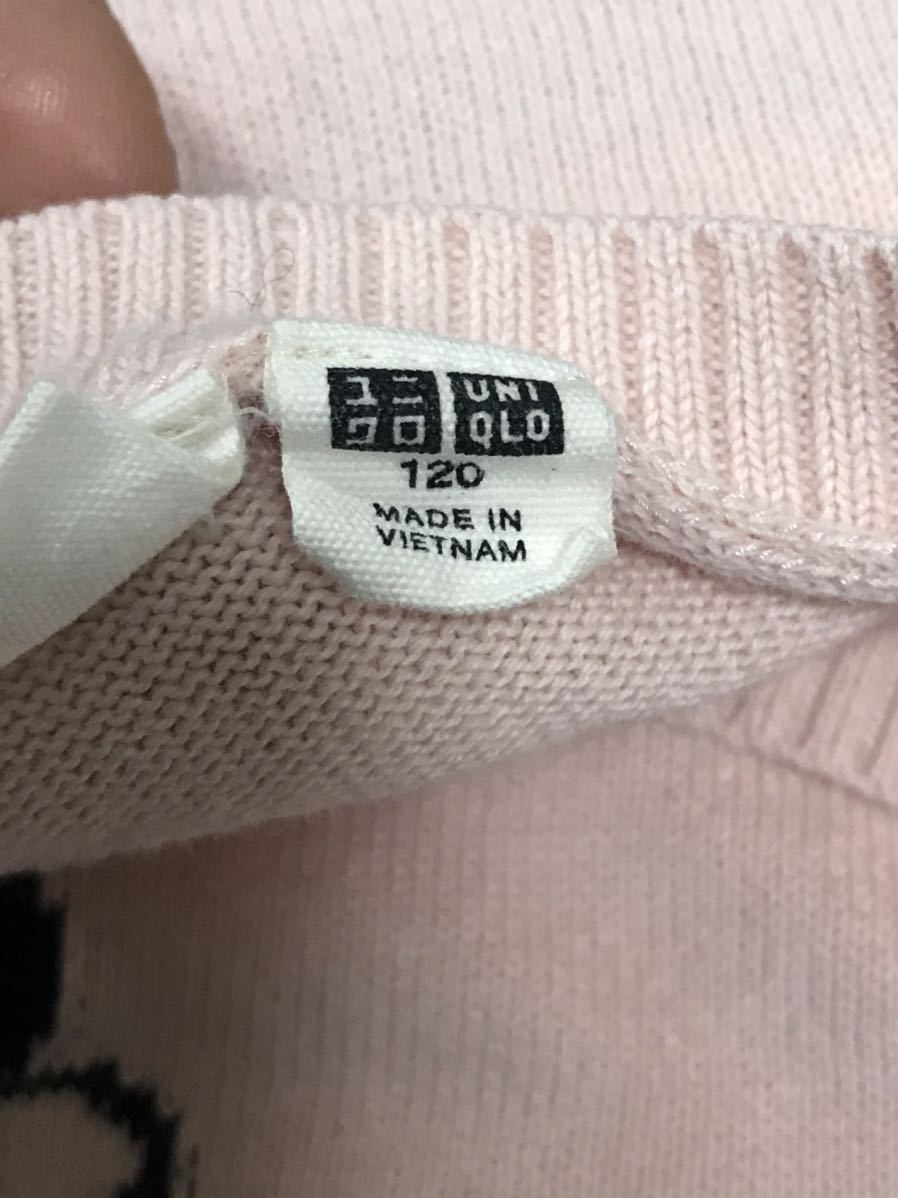 ユニ UNI
クロ QLO
120
MADE IN
VIETNAM